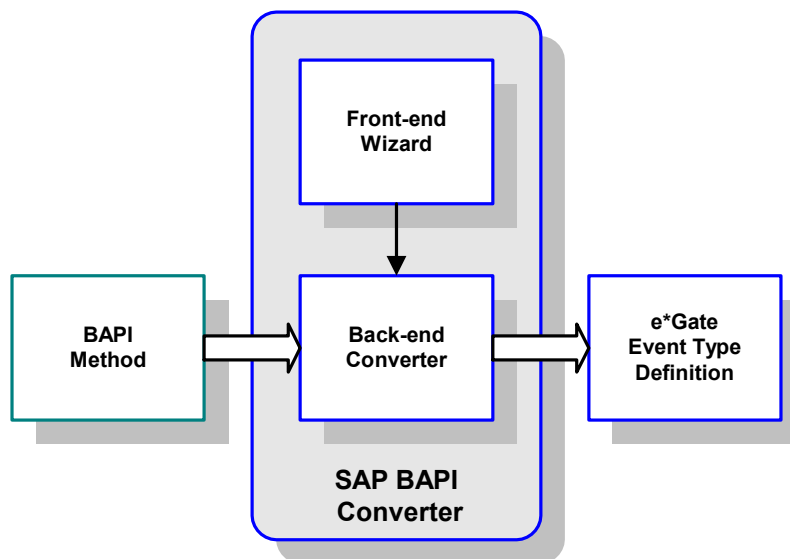 Front-end
Wizard
BAPI
Method
Back-end
Converter
e*Gate
Event Type
Definition
SAP BAPI
Converter